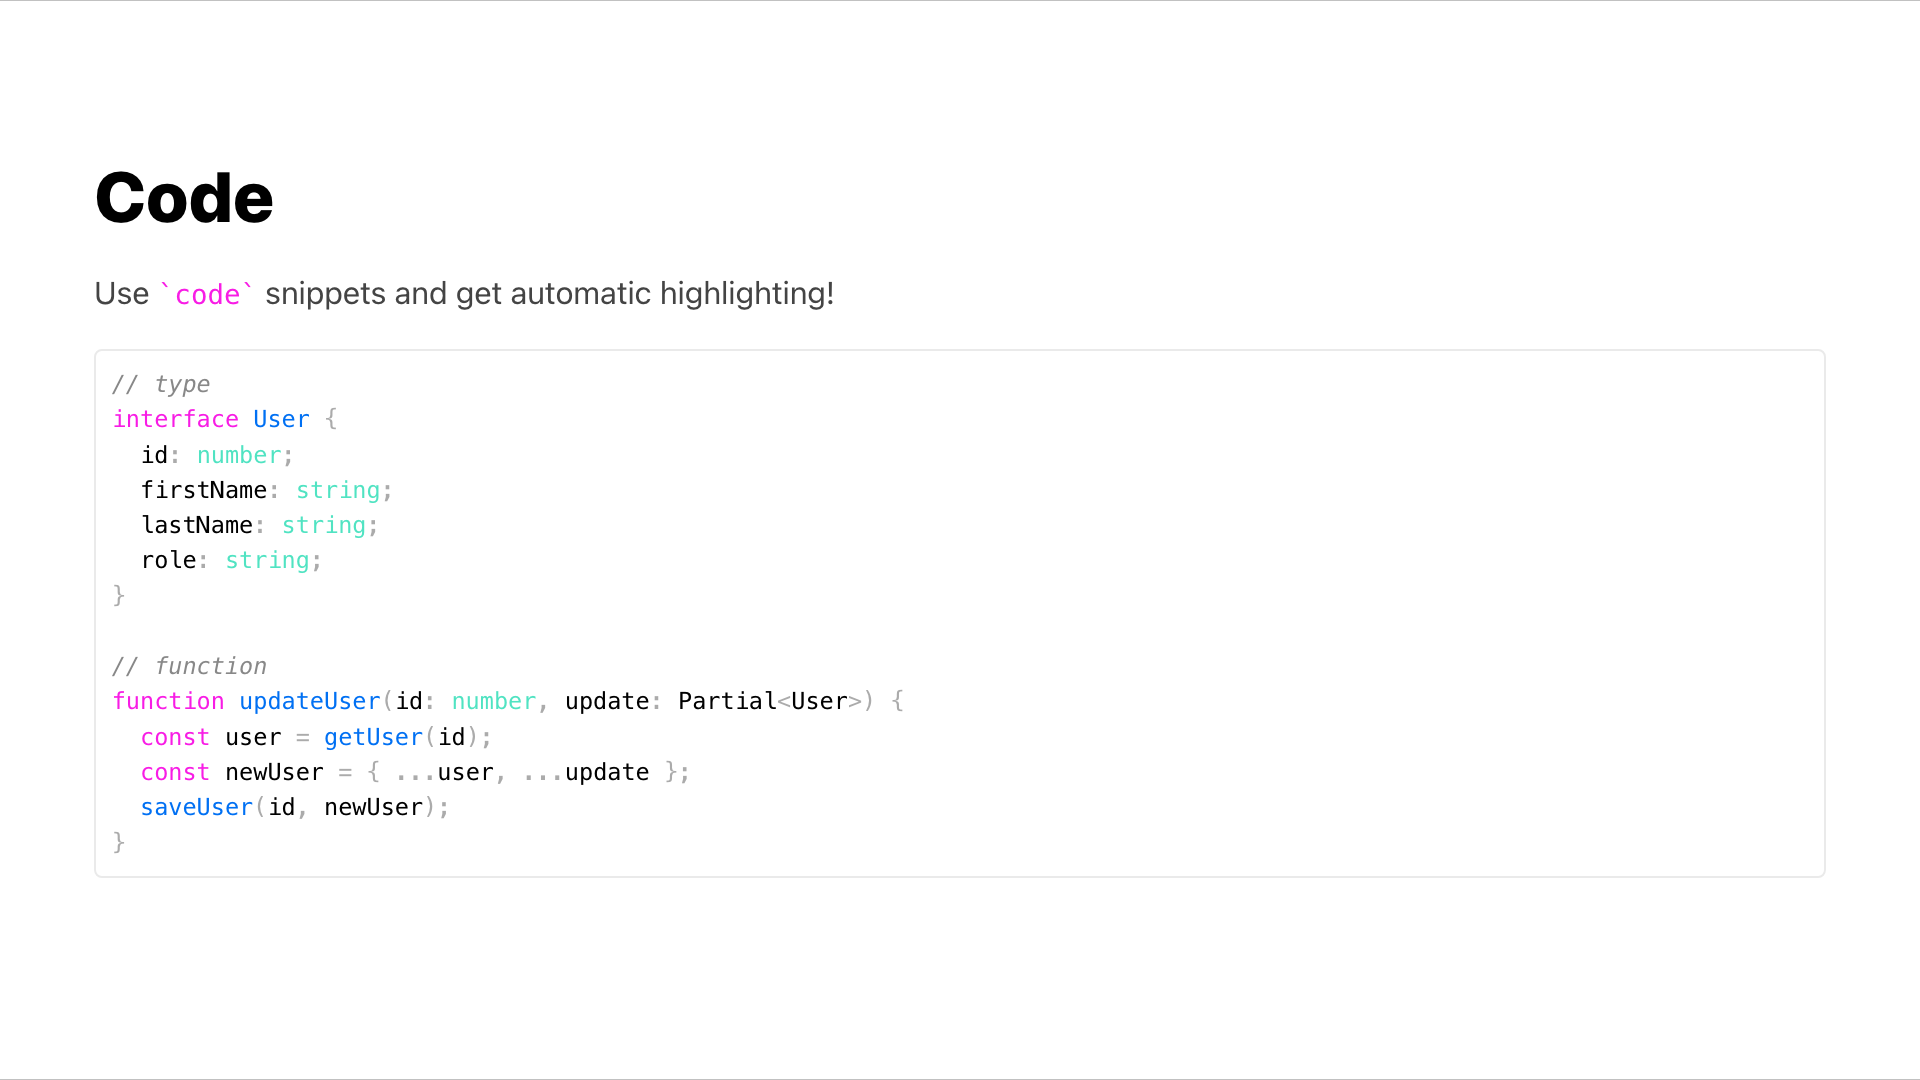 Code
Use `code` snippets and get automatic highlighting!
// type
interface User {
  id: number;
  firstName: string;
  lastName: string;
  role: string;
}

// function
function updateUser(id: number, update: Partial<User>) {
  const user = getUser(id);
  const newUser = { ...user, ...update };
  saveUser(id, newUser);
}